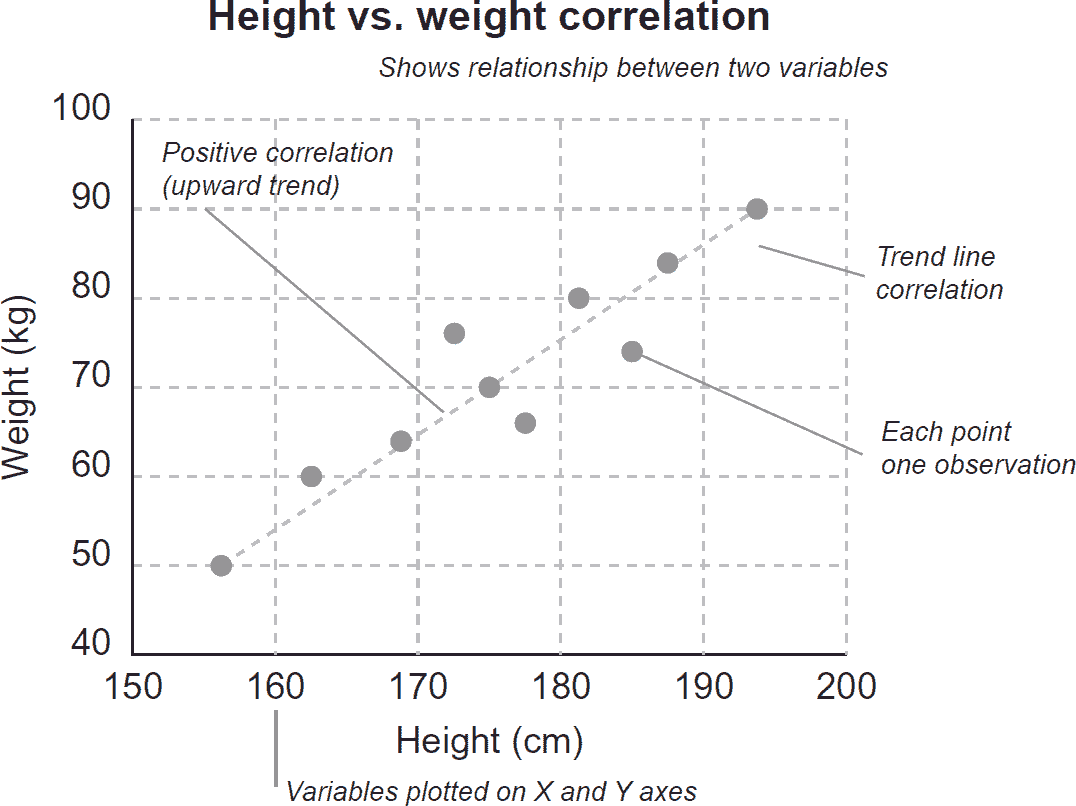 Height vs. weight correlation
Shows relationship between two variables
100
Positive correlation
(upward trend)
90
Trend line
correlation
80
70
Each point
one observation
60
50
40
Weight (kg)
150 160 170 180 190 200
Height (cm)
Variables plotted on X and Y axes